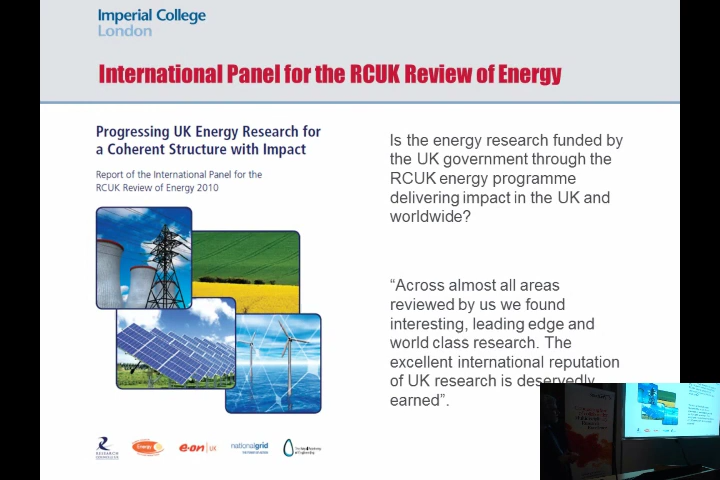 Imperial College
London
International Panel for the RCUK Review of Energy
Progressing UK Energy Research for
a Coherent Structure with Impact
Report of the International Panel for the
RCUK Review of Energy 2010
Is the energy research funded by
the UK government through the
RCUK energy programme
delivering impact in the UK and
worldwide?
“Across almost all areas
reviewed by us we found
interesting, leading edge and
world class research. The
excellent international reputation
of UK research is deservedly
earned”.
Energy
e·on UK
nationalgrid